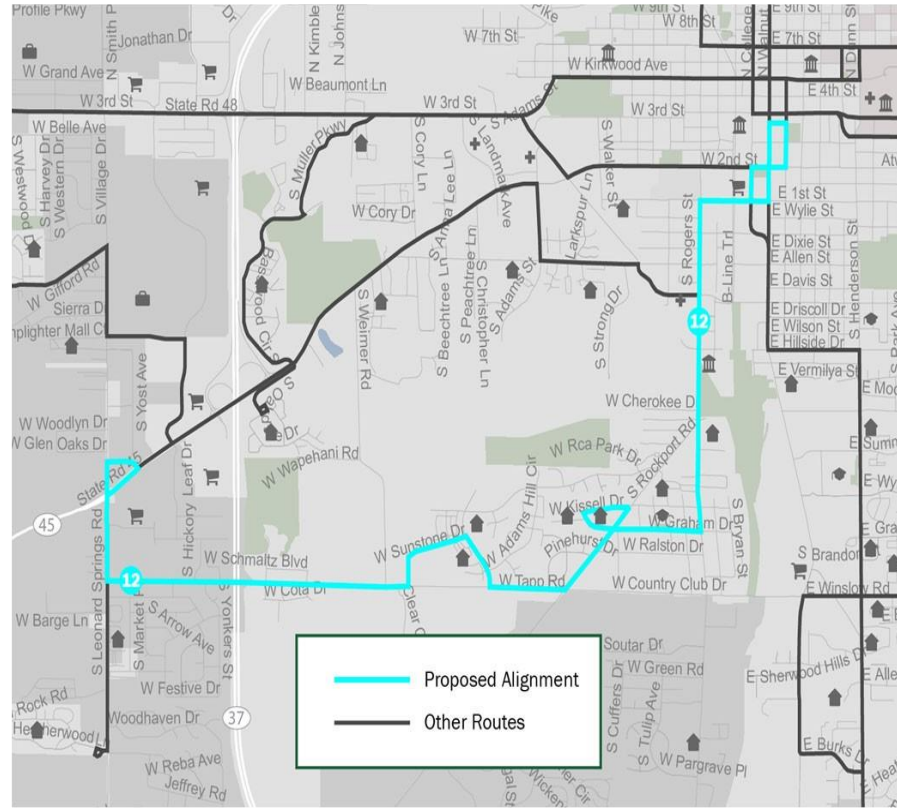 Profile Pkwy
Jonathan Dr
N Smith P
W Grand Ave
N Kimble
N Johns
W Beaumont Ln
W 7th St
Pike
W 9th St
W 8th St
E 9th St
E 7th St
W Kirkwood Ave
N College
N Walnut
N Dunn St
E 4th St
W 3rd St
State Rd 48
W 3rd St
S Adams St
W 3rd St
W Belle Ave
S Westwood Dr
S Harvey Dr
S Western Dr
S Village Dr
S Muller Pkwy
S Cory Ln
S Landmark Ave
S Walker St
W 2nd St
E 1st St
E Wylie St
W Cory Dr
S Anna Lee Ln
Larkspur Ln
S Rogers St
B-Line Trl
E Dixie St
E Allen St
E Davis St
S Henderson St
W Gifford Rd
Sierra D
mplighter Mall C
S Weimer Rd
S Beechtree Ln
S Peachtree Ln
S Christopher Ln
S Adams St
S Strong Dr
E Driscoll Dr
E Wilson St
E Hillside Dr
S Park Ave
12
E Vermilya St
S Yost Ave
W Cherokee D
W Woodlyn Dr
W Glen Oaks Dr
W Wapehani Rd
W Rca Park Dr
S Rockport Rd
State Rd 45
45
S Leonard Springs Rd
S Hickory Leaf Dr
W Adams Hill Cir
W Kissell Dr
W Graham Dr
S Bryan St
W Sunstone Dr
Pinehurst Dr
W Ralston Dr
W Schmaltz Blvd
S Brandon
12
W Cota Dr
W Tapp Rd
W Country Club Dr
E Winslow Rd
S Yonkers St
W Barge Ln
S Market
S Arrow Ave
Clear C
Soutar Dr
W Green Rd
E Sherwood Hills D
E Alle
Rock Rd
W Festive Dr
Woodhaven Dr
37
S Cuffers Dr
S Tulip Ave
W Reba Ave
Jeffrey Rd
W Pargrave Pl
E Burks D
Proposed Alignment
Other Routes